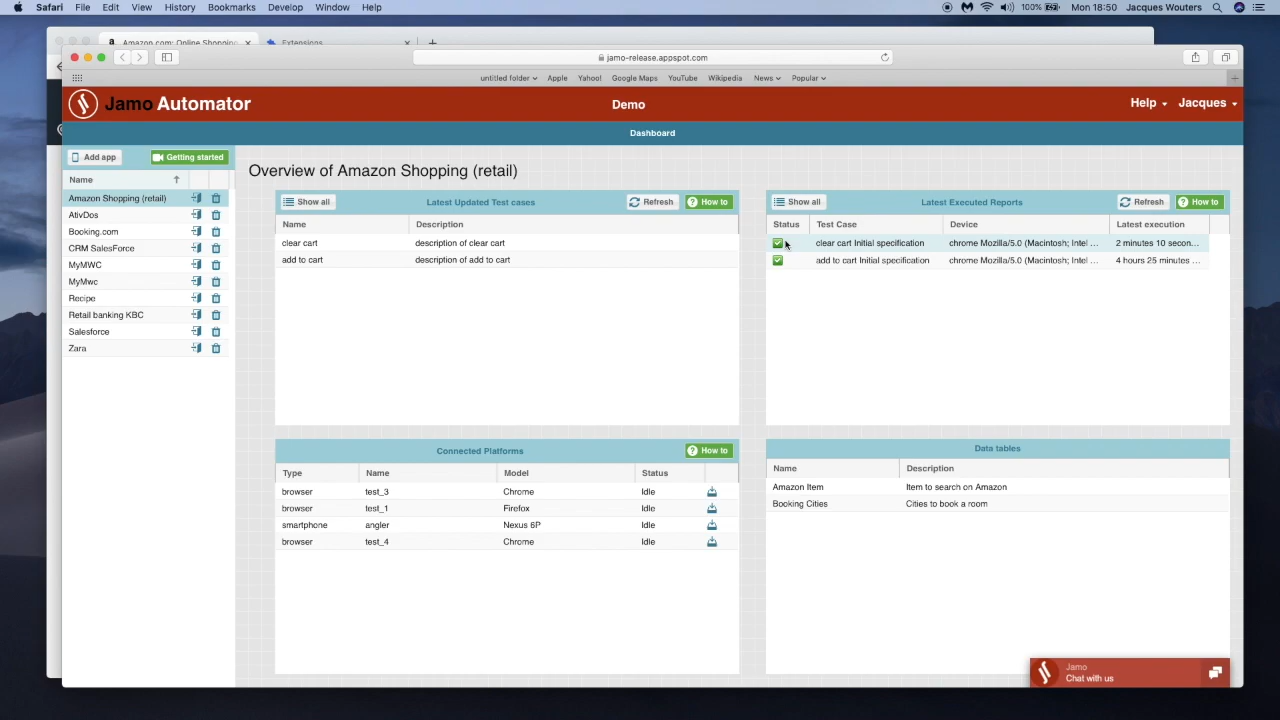 Safari File Edit View History Bookmarks Develop Window Help 100% Mon 18:50 Jacques Wouters
Amazon.com: Online Shopping Extensions
jamo-release.appspot.com
untitled folder Apple Yahoo! Google Maps YouTube Wikipedia News Popular
Jamo Automator Demo Help Jacques
Dashboard
Add app Getting started
Name
Amazon Shopping (retail)
AtivDos
Booking.com
CRM SalesForce
MyMWC
MyMwc
Recipe
Retail banking KBC
Salesforce
Zara
Overview of Amazon Shopping (retail)
Show all Latest Updated Test cases Refresh How to
Name Description
clear cart description of clear cart
add to cart description of add to cart
Show all Latest Executed Reports Refresh How to
Status Test Case Device Latest execution
clear cart Initial specification chrome Mozilla/5.0 (Macintosh; Intel ... 2 minutes 10 secon...
add to cart Initial specification chrome Mozilla/5.0 (Macintosh; Intel ... 4 hours 25 minutes ...
Connected Platforms How to
Type Name Model Status
browser test_3 Chrome Idle
browser test_1 Firefox Idle
smartphone angler Nexus 6P Idle
browser test_4 Chrome Idle
Data tables
Name Description
Amazon Item Item to search on Amazon
Booking Cities Cities to book a room
Jamo
Chat with us